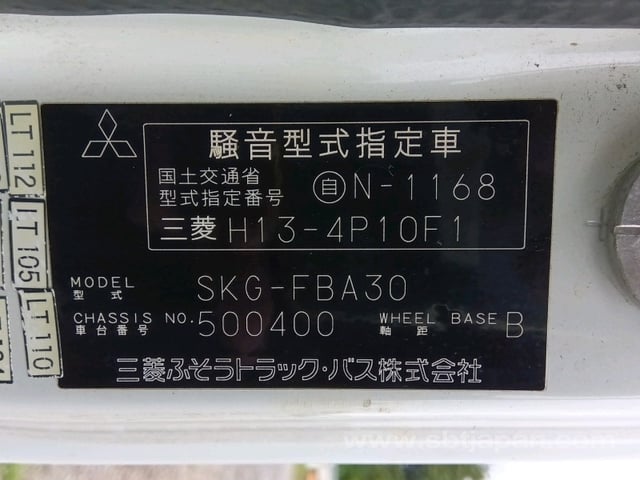 騒音型式指定車
国土交通省
型式指定番号 自N-1168
三菱 H13-4P10F1
MODEL
型式 SKG-FBA30
CHASSIS NO.
車台番号 500400
WHEEL BASE
軸距 B
三菱ふそうトラック・バス株式会社
LT 112
LT 105
LT 110
www.sbtjapan.com